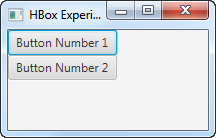 HBox Experi...
Button Number 1
Button Number 2